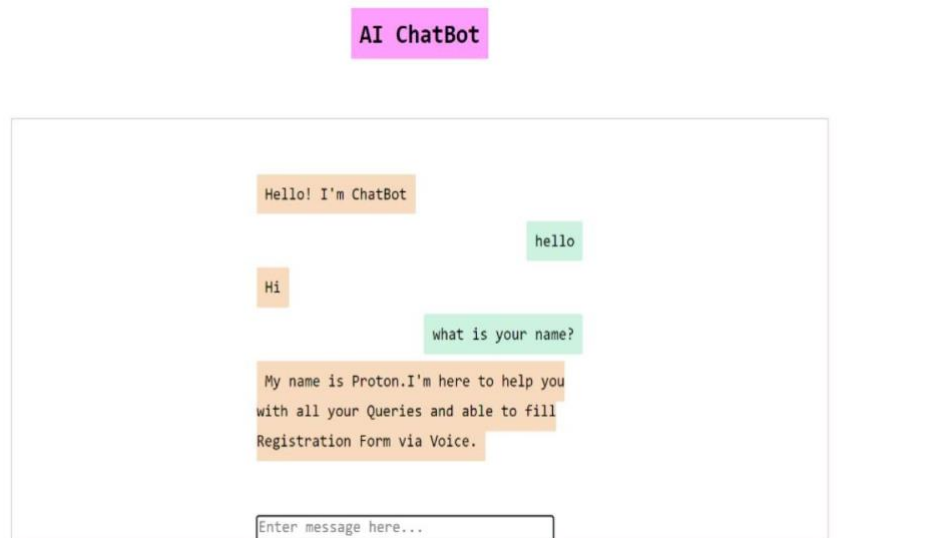 AI ChatBot
Hello! I'm ChatBot
hello
Hi
what is your name?
My name is Proton.I'm here to help you
with all your Queries and able to fill
Registration Form via Voice.
Enter message here...